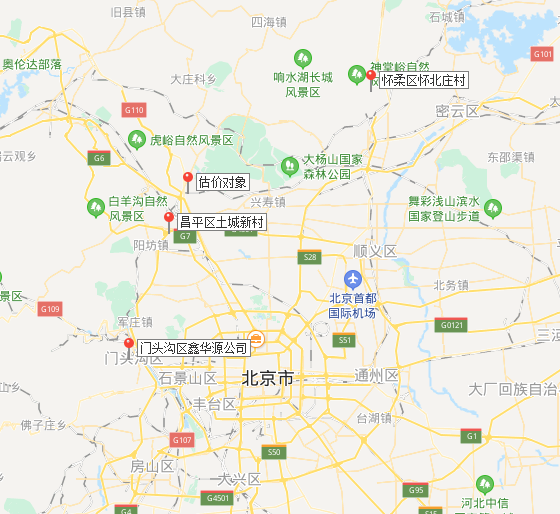 旧县镇
石城镇
四海镇
G101
奥伦达部落
响水湖长城
风景区
神堂峪自然
怀柔区怀北庄村
大庄科乡
G110
密云区
虎峪自然风景区
G6
大杨山国家
森林公园
东邵渠镇
估价对象
白羊沟自然
风景区
兴寿镇
舞彩浅山滨水
国家登山步道
昌平区土城新村
G7
阳坊镇
顺义区
S28
北京首都
国际机场
北务镇
景区
G109
军庄镇
G0121
S51
门头沟区鑫华源公司
门头沟区
石景山区
北京市
通州区
大厂回族自治
丰台区
台湖镇
佛子庄乡
G107
G1
S50
房山区
大兴区
G95
G4501
河北中信
G4
S15